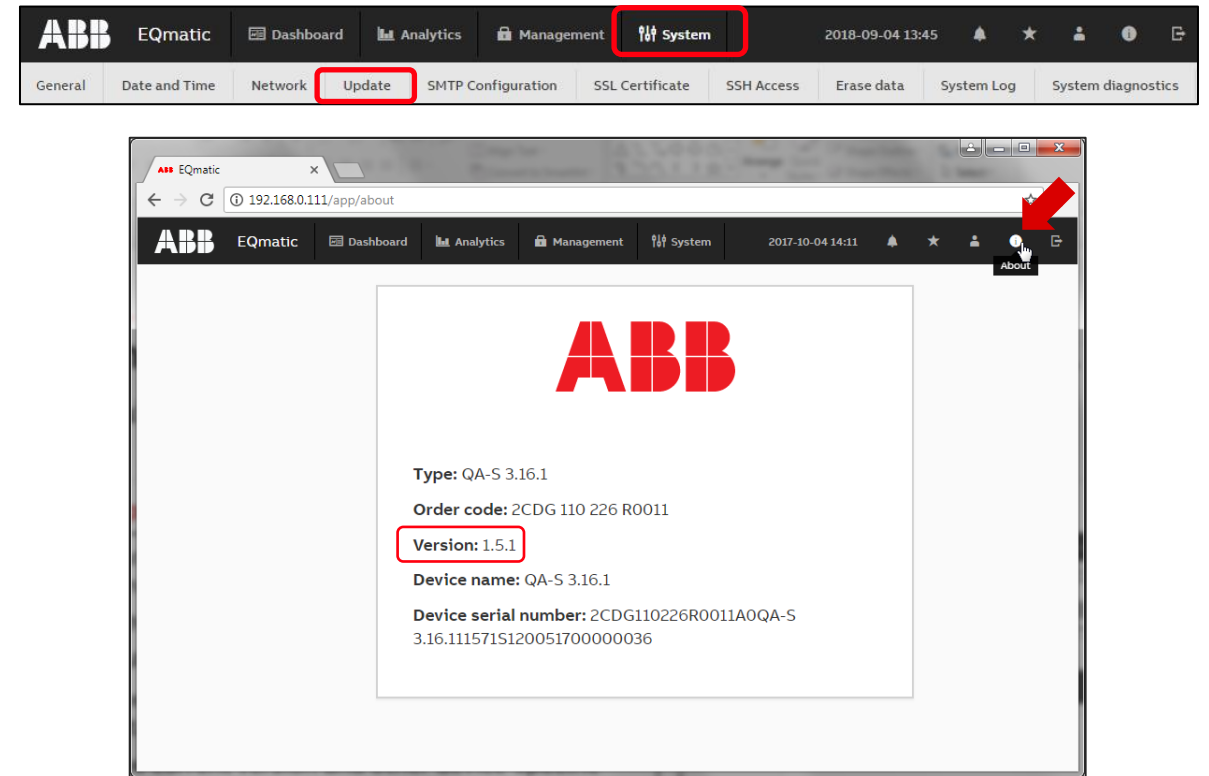 ABB EQmatic Dashboard Analytics Management System 2018-09-04 13:45
General Date and Time Network Update SMTP Configuration SSL Certificate SSH Access Erase data System Log System diagnostics
ABB EQmatic
192.168.0.111/app/about
ABB EQmatic Dashboard Analytics Management System 2017-10-04 14:11
About
ABB
Type: QA-S 3.16.1
Order code: 2CDG 110 226 R0011
Version: 1.5.1
Device name: QA-S 3.16.1
Device serial number: 2CDG110226R0011A0QA-S
3.16.111571S120051700000036